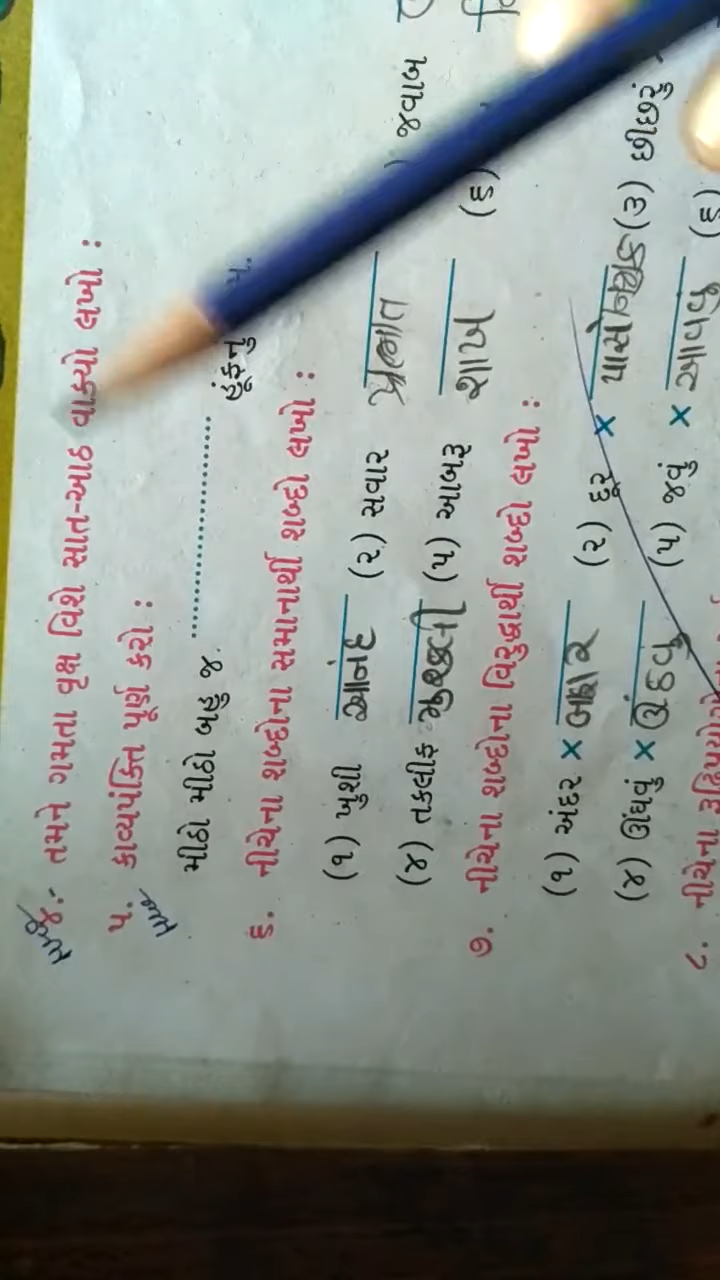 ૪. તમને ગમતા વૃક્ષ વિશે સાત-આઠ વાક્યો લખો :
૫. કાવ્યપંક્તિ પૂર્ણ કરો :
મીઠો મીઠો બહુ જ ........................ હૂંફનુ
૬. નીચેના શબ્દોના સમાનાર્થી શબ્દો લખો :
(૧) ખુશી આનંદ (૨) સવાર પ્રભાત ) જવાબ
(૪) તકલીફ મુશ્કેલી (૫) આબરૂ શાખ (૬)
૭. નીચેના શબ્દોના વિરુદ્ધાર્થી શબ્દો લખો :
(૧) અંદર × બહાર (૨) દૂર × પાસે નજીક (૩) છીછરું
(૪) ઊંઘવું × ઊઠવુ (૫) જવું × આવવુ (૬)
૮. નીચેના